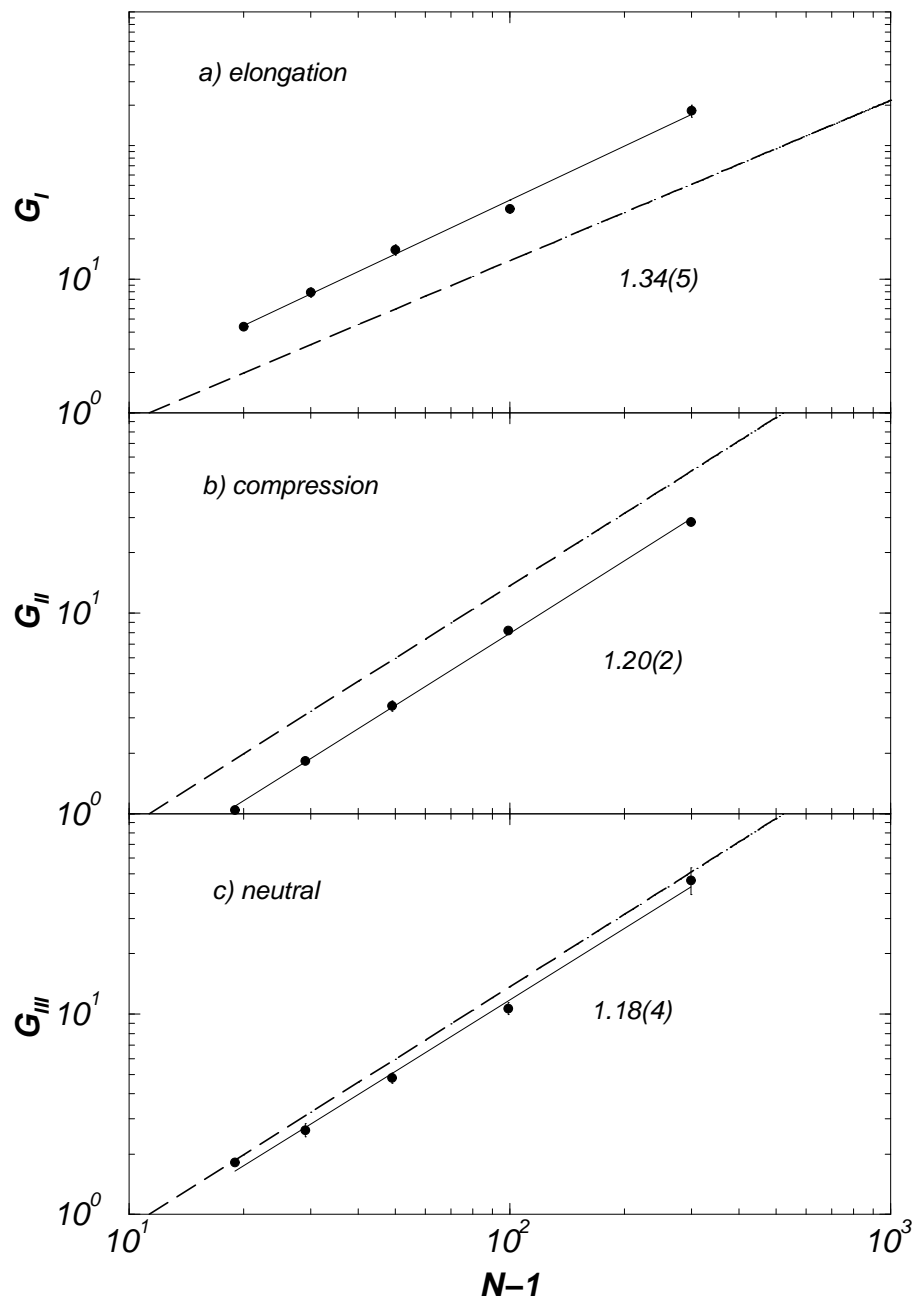 a) elongation
G_I
10^1
1.34(5)
10^0
b) compression
G_II
10^1
1.20(2)
10^0
c) neutral
G_III
10^1
1.18(4)
10^0
10^1
10^2
10^3
N–1